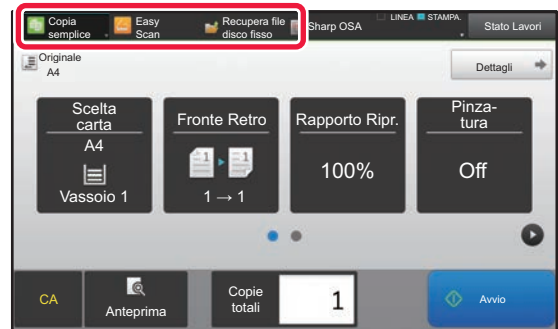 Copia semplice
Easy Scan
Recupera file disco fisso
Sharp OSA
LINEA
STAMPA.
Stato Lavori
Originale
A4
Dettagli
Scelta carta
A4
Vassoio 1
Fronte Retro
1
1
1 → 1
Rapporto Ripr.
100%
Pinza-
tura
Off
CA
Anteprima
Copie totali
1
Avvio